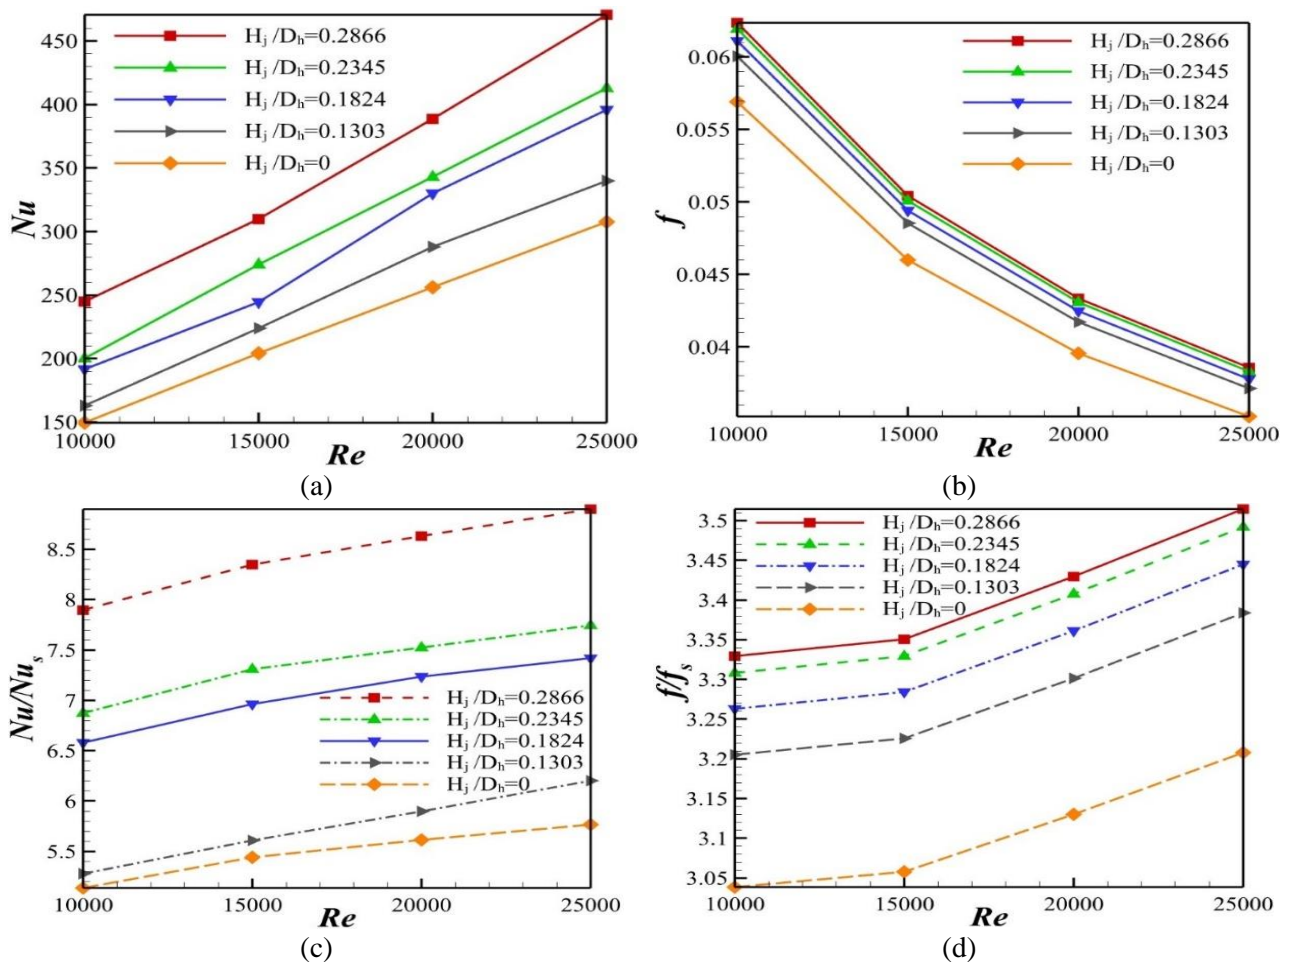 450
400
350
300
250
200
150
Nu
H_j /D_h=0.2866
H_j /D_h=0.2345
H_j /D_h=0.1824
H_j /D_h=0.1303
H_j /D_h=0
10000 15000 20000 25000
Re
(a)
0.06
0.055
0.05
0.045
0.04
f
H_j /D_h=0.2866
H_j /D_h=0.2345
H_j /D_h=0.1824
H_j /D_h=0.1303
H_j /D_h=0
10000 15000 20000 25000
Re
(b)
8.5
8
7.5
7
6.5
6
5.5
Nu/Nu_s
H_j /D_h=0.2866
H_j /D_h=0.2345
H_j /D_h=0.1824
H_j /D_h=0.1303
H_j /D_h=0
10000 15000 20000 25000
Re
(c)
3.5
3.45
3.4
3.35
3.3
3.25
3.2
3.15
3.1
3.05
f/f_s
H_j /D_h=0.2866
H_j /D_h=0.2345
H_j /D_h=0.1824
H_j /D_h=0.1303
H_j /D_h=0
10000 15000 20000 25000
Re
(d)